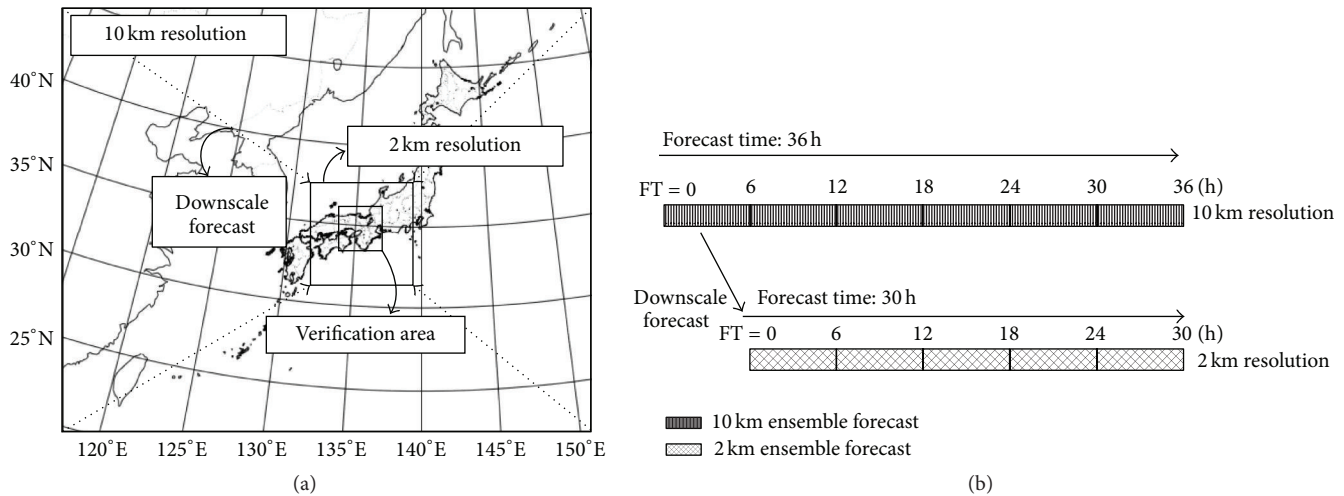 10 km resolution
2 km resolution
Downscale
forecast
Verification area
40°N
35°N
30°N
25°N
120°E 125°E 130°E 135°E 140°E 145°E 150°E
(a)
Forecast time: 36 h
FT = 0 6 12 18 24 30 36 (h)
10 km resolution
Downscale
forecast
Forecast time: 30 h
FT = 0 6 12 18 24 30 (h)
2 km resolution
10 km ensemble forecast
2 km ensemble forecast
(b)